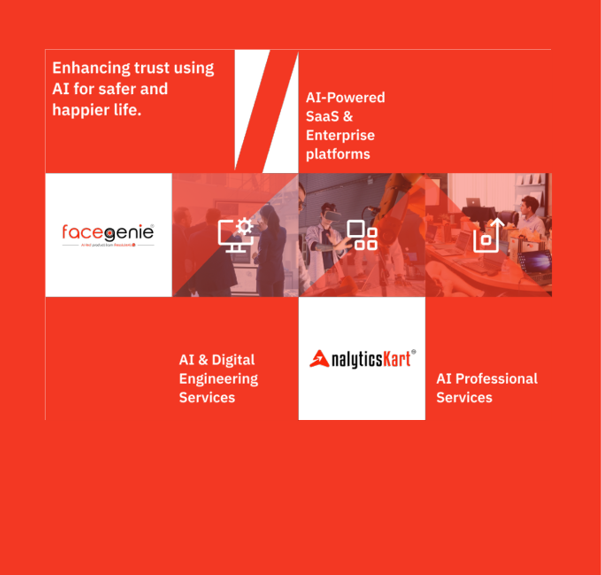 Enhancing trust using
AI for safer and
happier life.
AI-Powered
SaaS &
Enterprise
platforms
facegenie
AI & Digital
Engineering
Services
AnalyticsKart®
AI Professional
Services